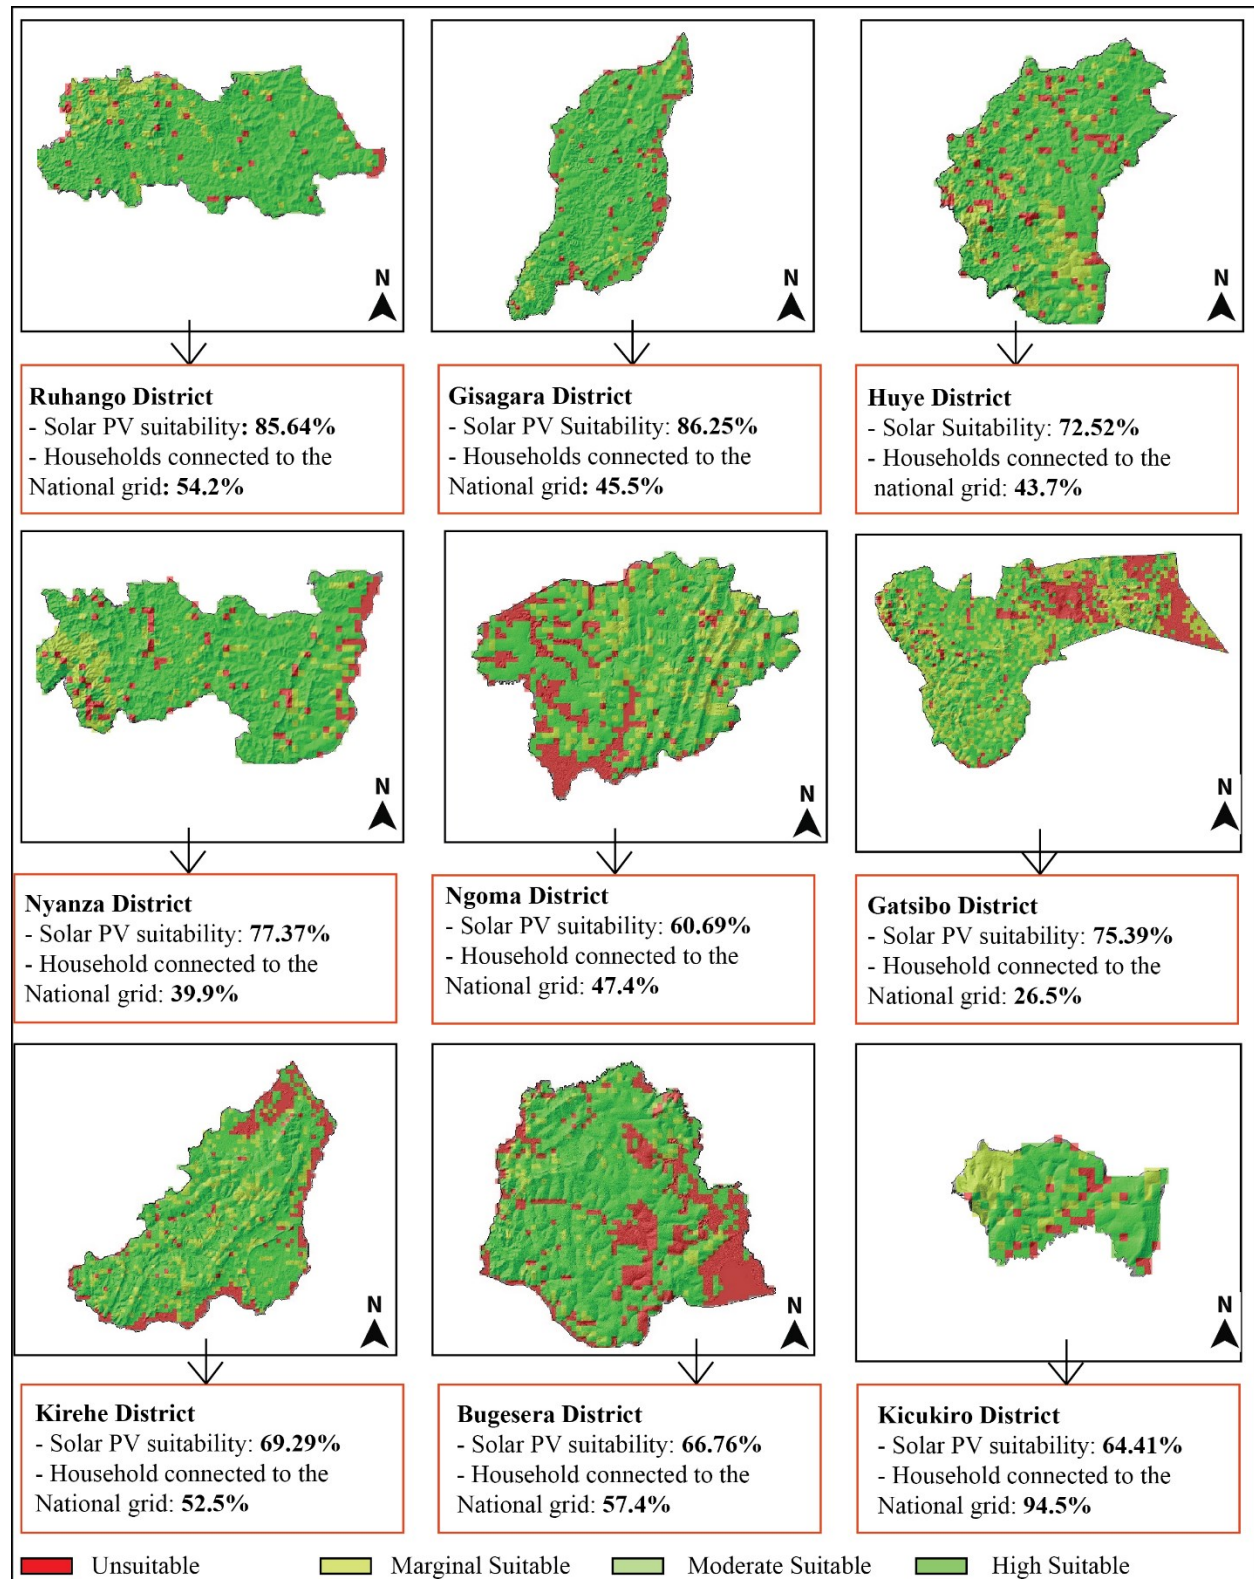 N
N
N
Ruhango District
- Solar PV suitability: 85.64%
- Households connected to the
National grid: 54.2%
Gisagara District
- Solar PV Suitability: 86.25%
- Households connected to the
National grid: 45.5%
Huye District
- Solar Suitability: 72.52%
- Households connected to the
national grid: 43.7%
N
N
N
Nyanza District
- Solar PV suitability: 77.37%
- Household connected to the
National grid: 39.9%
Ngoma District
- Solar PV suitability: 60.69%
- Household connected to the
National grid: 47.4%
Gatsibo District
- Solar PV suitability: 75.39%
- Household connected to the
National grid: 26.5%
N
N
N
Kirehe District
- Solar PV suitability: 69.29%
- Household connected to the
National grid: 52.5%
Bugesera District
- Solar PV suitability: 66.76%
- Household connected to the
National grid: 57.4%
Kicukiro District
- Solar PV suitability: 64.41%
- Household connected to the
National grid: 94.5%
Unsuitable
Marginal Suitable
Moderate Suitable
High Suitable